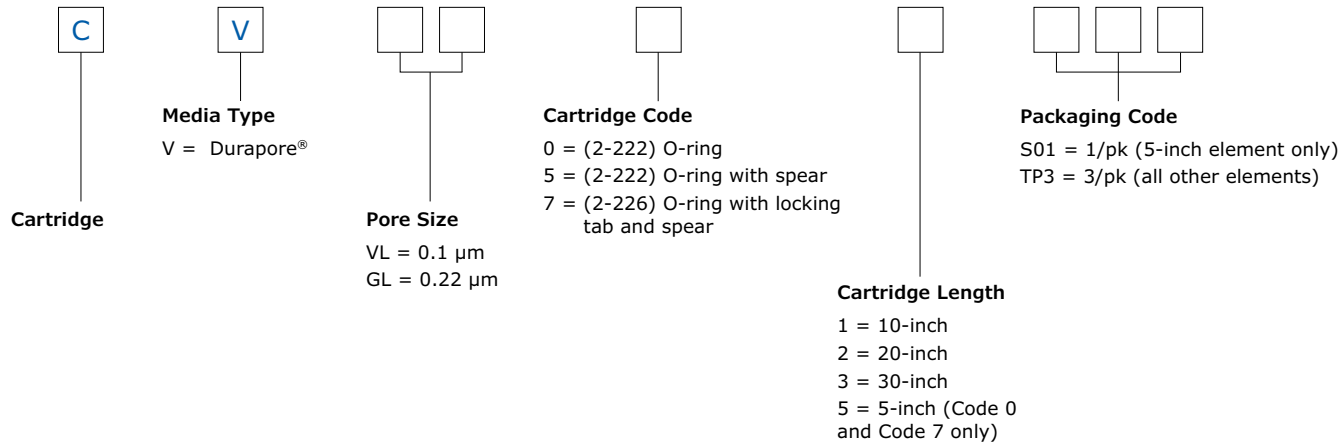 C
V
Media Type
V = Durapore®
Cartridge Code
0 = (2-222) O-ring
5 = (2-222) O-ring with spear
7 = (2-226) O-ring with locking
tab and spear
Packaging Code
S01 = 1/pk (5-inch element only)
TP3 = 3/pk (all other elements)
Cartridge
Pore Size
VL = 0.1 µm
GL = 0.22 µm
Cartridge Length
1 = 10-inch
2 = 20-inch
3 = 30-inch
5 = 5-inch (Code 0
and Code 7 only)